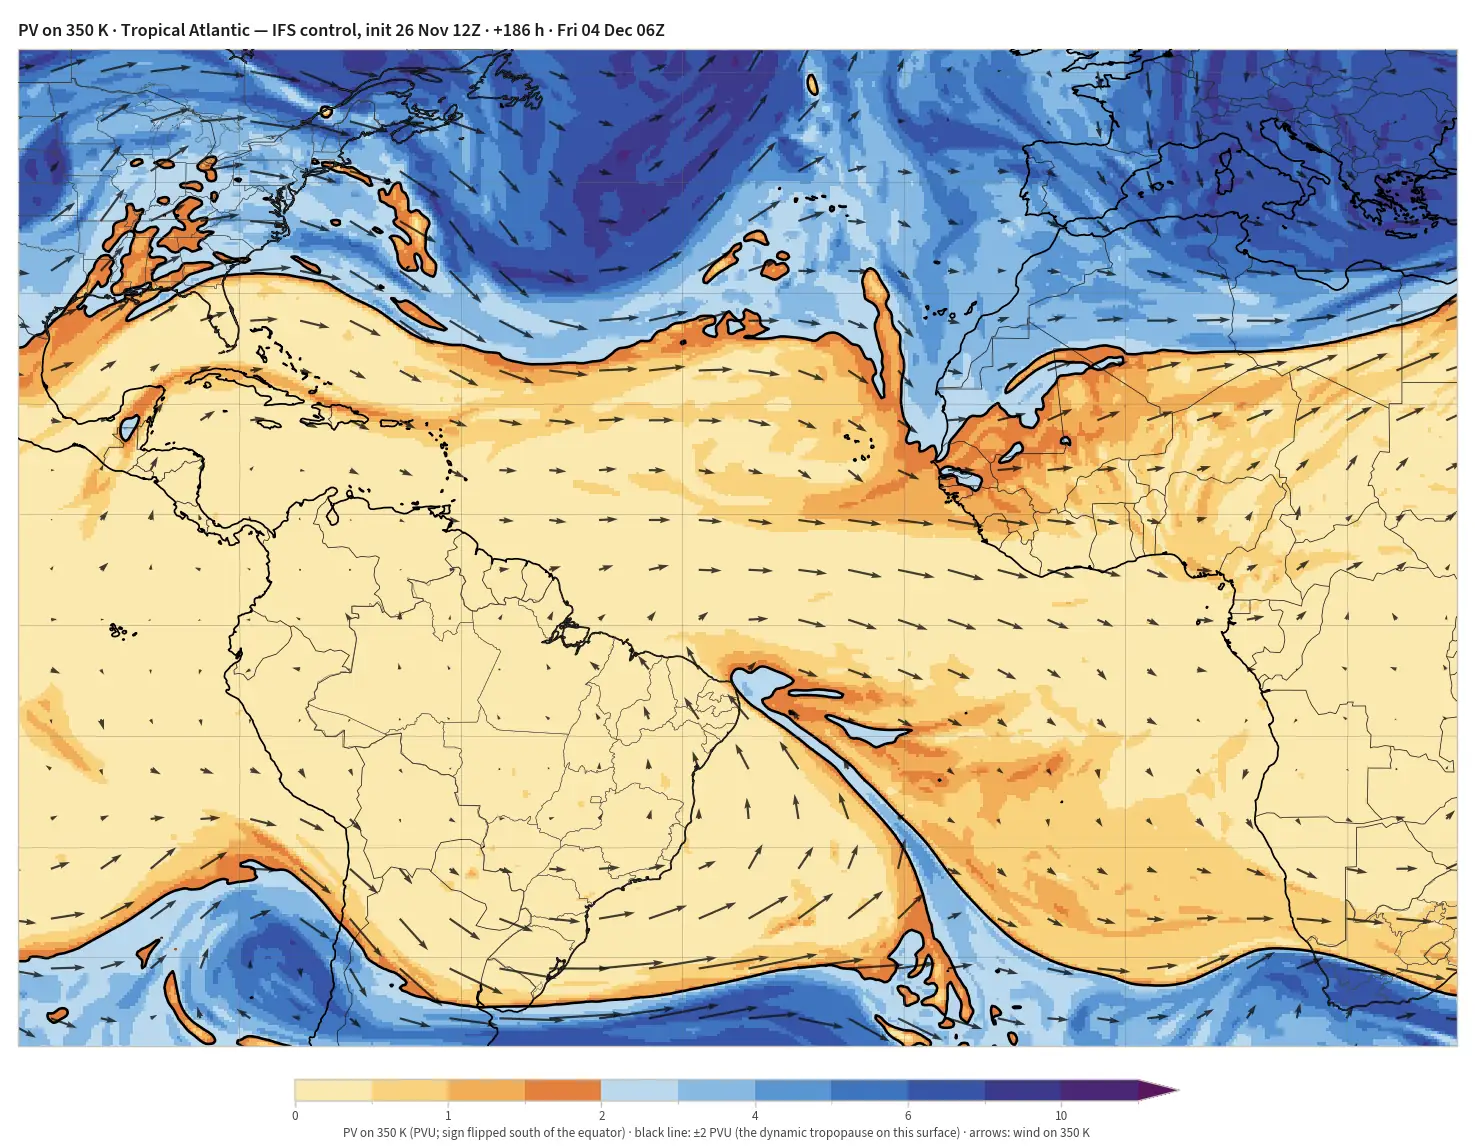 PV on 350 K · Tropical Atlantic — IFS control, init 26 Nov 12Z · +186 h · Fri 04 Dec 06Z
0 1 2 4 6 10
PV on 350 K (PVU; sign flipped south of the equator) · black line: ±2 PVU (the dynamic tropopause on this surface) · arrows: wind on 350 K